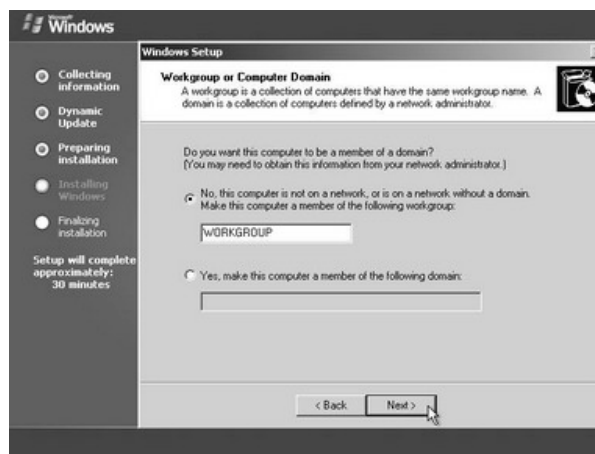 Microsoft
Windows
Collecting
information
Dynamic
Update
Preparing
installation
Installing
Windows
Finalizing
installation
Setup will complete
approximately:
30 minutes
Windows Setup
Workgroup or Computer Domain
A workgroup is a collection of computers that have the same workgroup name. A
domain is a collection of computers defined by a network administrator.
Do you want this computer to be a member of a domain?
(You may need to obtain this information from your network administrator.)
No, this computer is not on a network, or is on a network without a domain.
Make this computer a member of the following workgroup:
WORKGROUP
Yes, make this computer a member of the following domain:
< Back
Next >